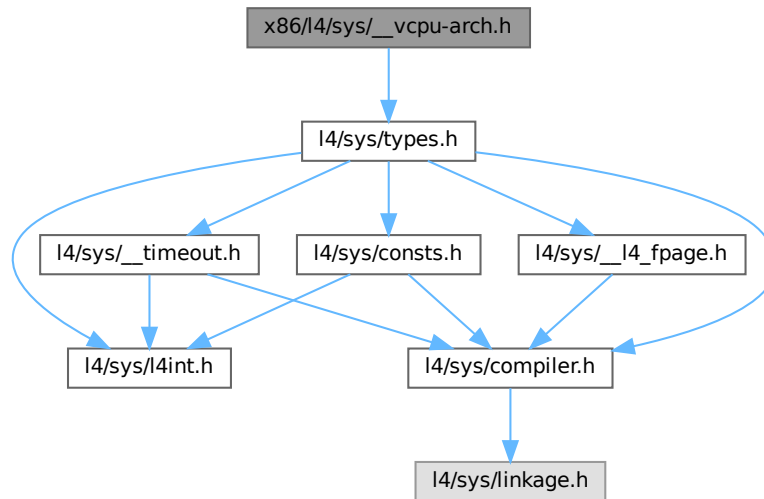 x86/l4/sys/__vcpu-arch.h
l4/sys/types.h
l4/sys/__timeout.h
l4/sys/consts.h
l4/sys/__l4_fpage.h
l4/sys/l4int.h
l4/sys/compiler.h
l4/sys/linkage.h